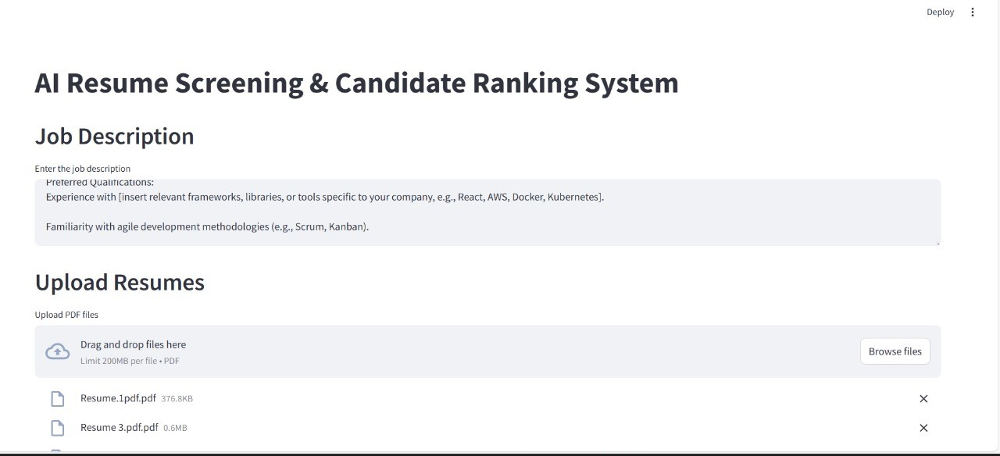 Deploy
AI Resume Screening & Candidate Ranking System
Job Description
Enter the job description
Preferred Qualifications:
Experience with [insert relevant frameworks, libraries, or tools specific to your company, e.g., React, AWS, Docker, Kubernetes].
Familiarity with agile development methodologies (e.g., Scrum, Kanban).
Upload Resumes
Upload PDF files
Drag and drop files here
Limit 200MB per file • PDF
Browse files
Resume.1pdf.pdf 376.8KB
Resume 3.pdf.pdf 0.6MB